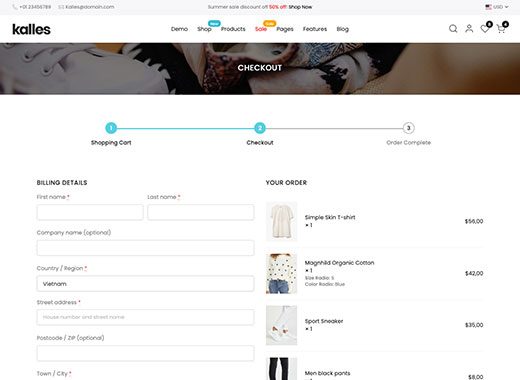 +01 23456789 kalles@domain.com Summer sale discount off 50% off! Shop Now USD
kalles Demo Shop New Products Sale Sale Pages Features Blog
CHECKOUT
1 2 3
Shopping Cart Checkout Order Complete
BILLING DETAILS
First name * Last name *
Company name (optional)
Country / Region *
Vietnam
Street address *
House number and street name
Postcode / ZIP (optional)
Town / City *
YOUR ORDER
Simple Skin T-shirt
× 1
$56,00
Magnhild Organic Cotton
× 1
Size Radio: S
Color Radio: Blue
$42,00
Sport Sneaker
× 1
$35,00
Men black pants
$8,00